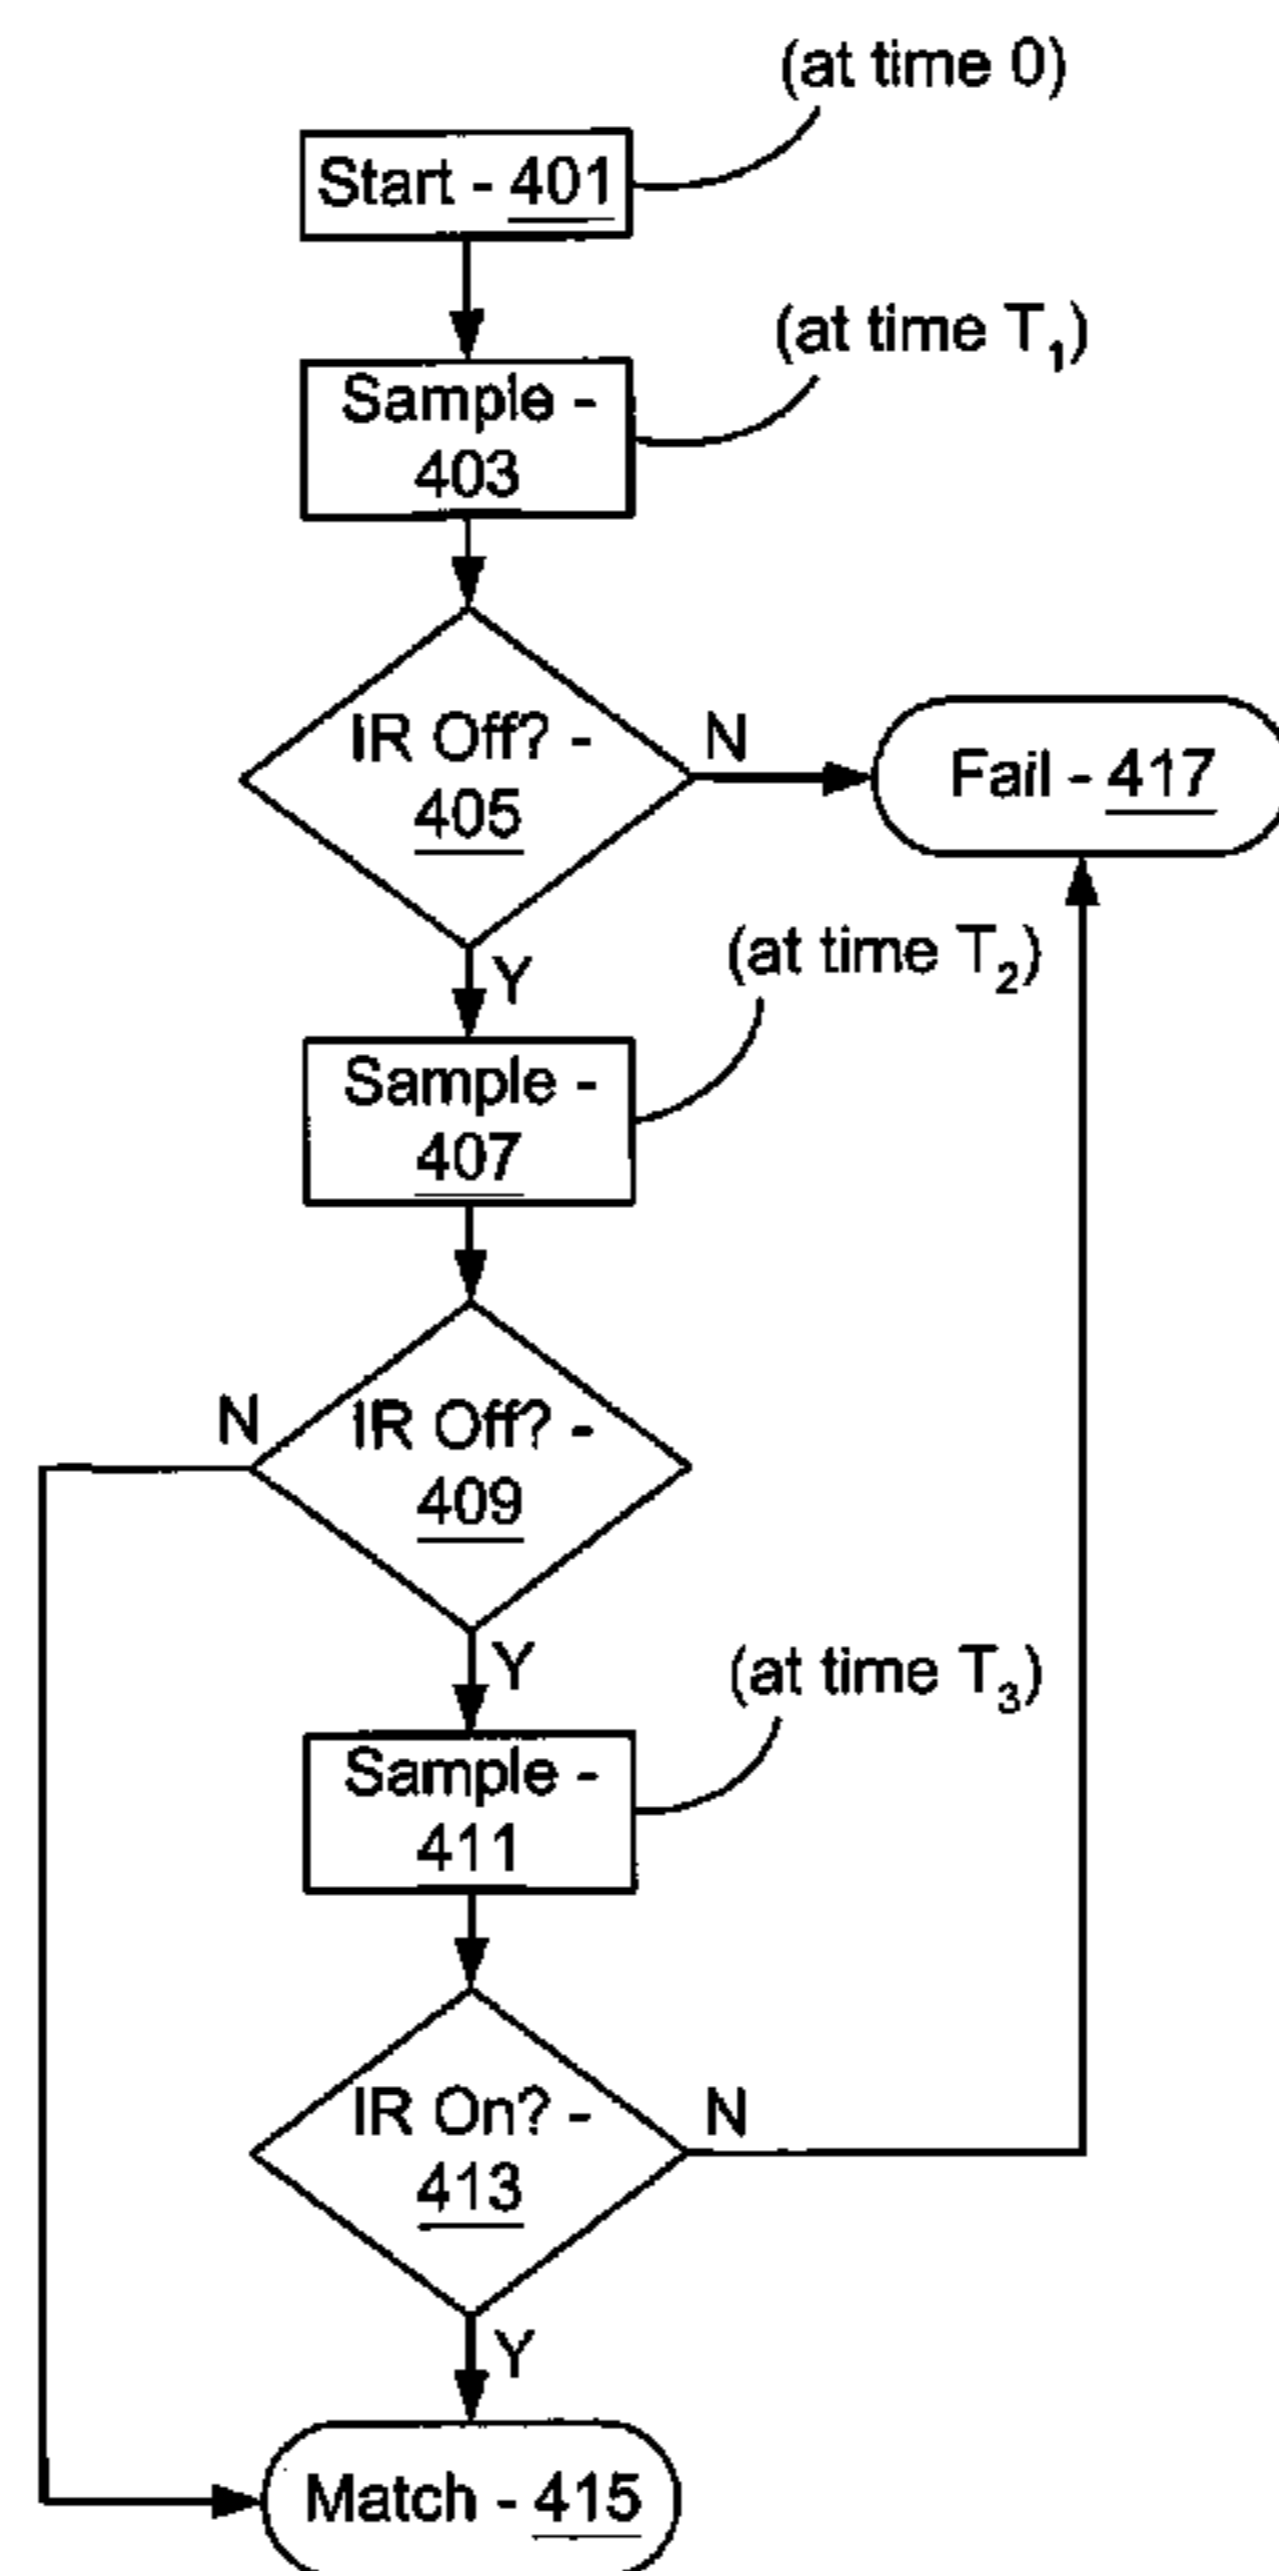 (at time 0)
Start - 401
(at time T1)
Sample -
403
IR Off? -
405
N
Fail - 417
Y
(at time T2)
Sample -
407
N
IR Off? -
409
Y
(at time T3)
Sample -
411
IR On? -
413
N
Y
Match - 415